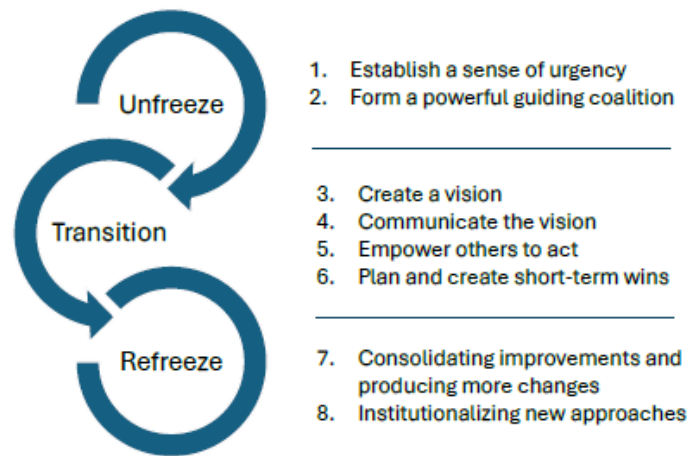 Unfreeze
1. Establish a sense of urgency
2. Form a powerful guiding coalition
Transition
3. Create a vision
4. Communicate the vision
5. Empower others to act
6. Plan and create short-term wins
Refreeze
7. Consolidating improvements and
producing more changes
8. Institutionalizing new approaches